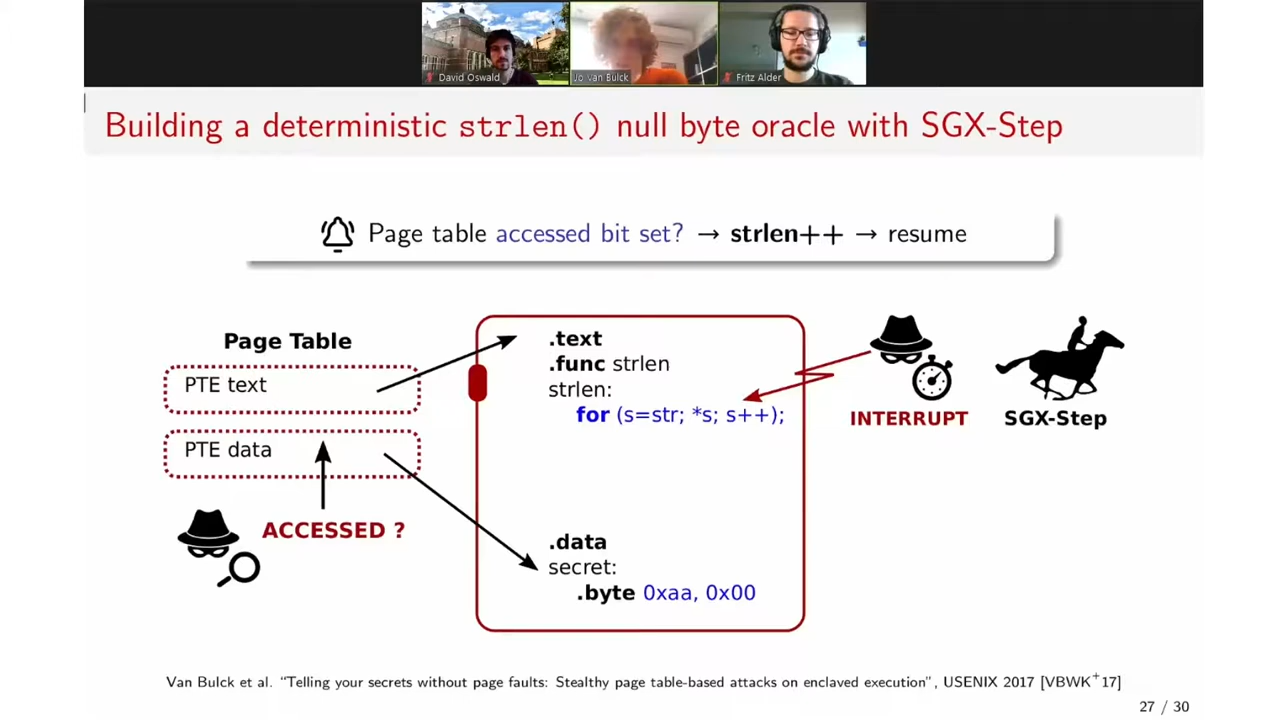 David Oswald
Jo Van Bulck
Fritz Alder
Building a deterministic strlen() null byte oracle with SGX-Step
Page table accessed bit set? → strlen++ → resume
Page Table
PTE text
PTE data
ACCESSED ?
.text
.func strlen
strlen:
for (s=str; *s; s++);
.data
secret:
.byte 0xaa, 0x00
INTERRUPT
SGX-Step
Van Bulck et al. “Telling your secrets without page faults: Stealthy page table-based attacks on enclaved execution”, USENIX 2017 [VBWK+17]
27 / 30